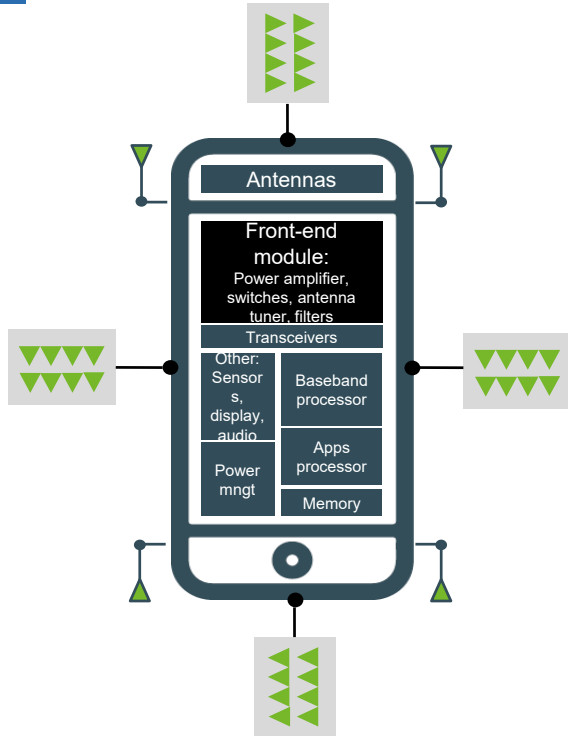 Antennas
Front-end
module:
Power amplifier,
switches, antenna
tuner, filters
Transceivers
Other:
Sensor
s,
display,
audio
Baseband
processor
Power
mngt
Apps
processor
Memory